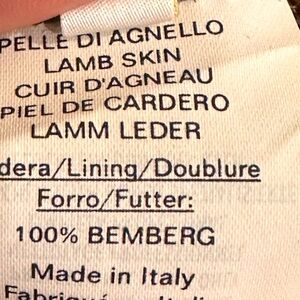 PELLE DI AGNELLO
LAMB SKIN
CUIR D'AGNEAU
PIEL DE CARDERO
LAMM LEDER
dera/Lining/Doublure
Forro/Futter:
100% BEMBERG
Made in Italy